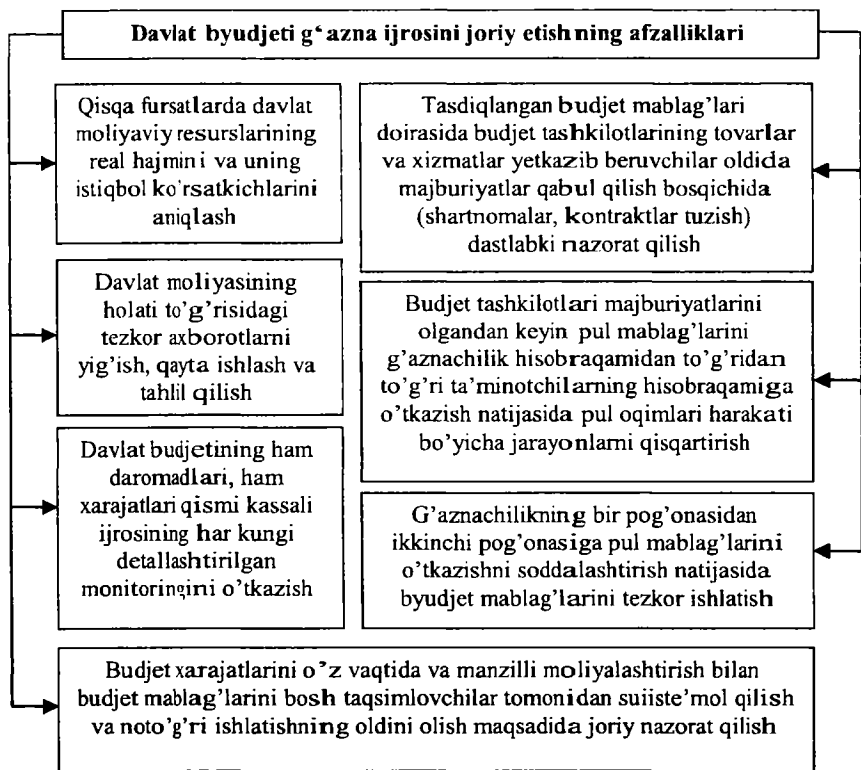 Davlat byudjeti g‘azna ijrosini joriy etishning afzalliklari
Qisqa fursatlarda davlat
moliyaviy resurslarining
real hajmini va uning
istiqbol ko'rsatkichlarini
aniqlash
Davlat moliyasining
holati to'g'risidagi
tezkor axborotlarni
yig'ish, qayta ishlash va
tahlil qilish
Davlat budjetining ham
daromadlari, ham
xarajatlari qismi kassali
ijrosining har kungi
detallashtirilgan
monitoringini o'tkazish
Tasdiqlangan budjet mablag'lari
doirasida budjet tashkilotlarining tovarlar
va xizmatlar yetkazib beruvchilar oldida
majburiyatlar qabul qilish bosqichida
(shartnomalar, kontraktlar tuzish)
dastlabki nazorat qilish
Budjet tashkilotlari majburiyatlarini
olgandan keyin pul mablag'larini
g'aznachilik hisobraqamidan to'g'ridan
to'g'ri ta'minotchilarning hisobraqamiga
o'tkazish natijasida pul oqimlari harakati
bo'yicha jarayonlarni qisqartirish
G'aznachilikning bir pog'onasidan
ikkinchi pog'onasiga pul mablag'larini
o'tkazishni soddalashtirish natijasida
byudjet mablag'larini tezkor ishlatish
Budjet xarajatlarini o'z vaqtida va manzilli moliyalashtirish bilan
budjet mablag'larini bosh taqsimlovchilar tomonidan suiiste'mol qilish
va noto'g'ri ishlatishning oldini olish maqsadida joriy nazorat qilish